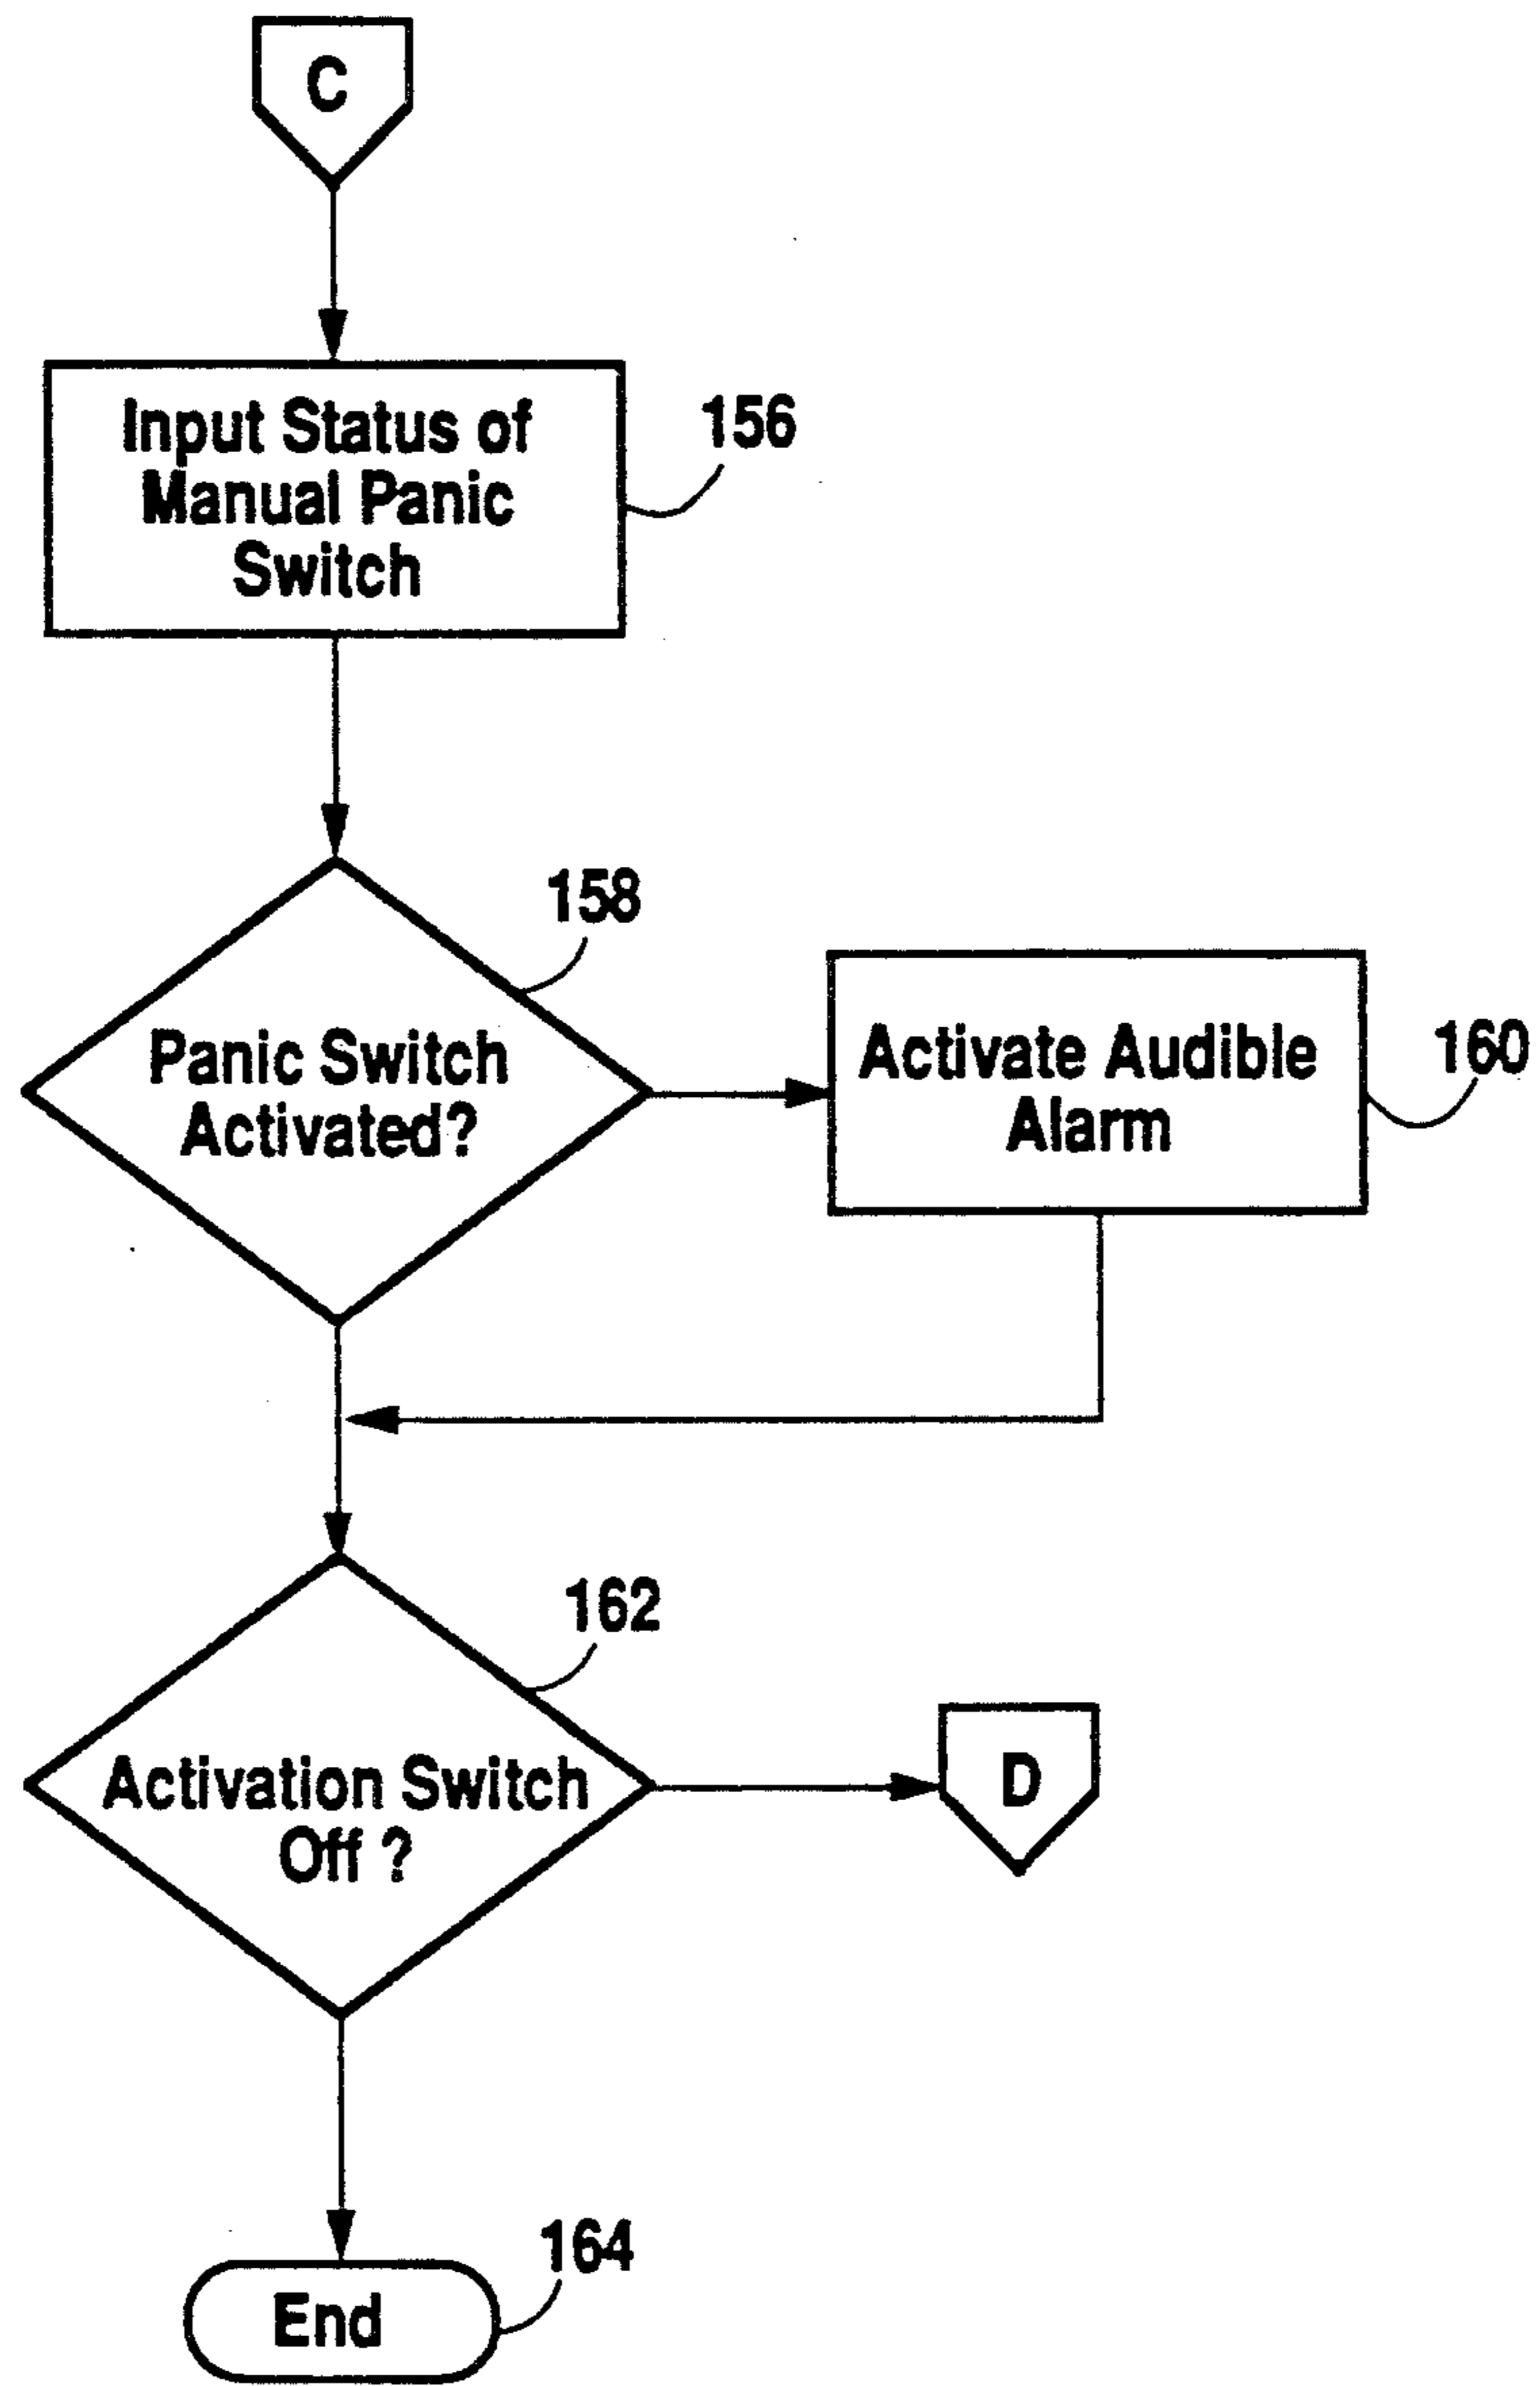 C
Input Status of
Manual Panic
Switch
156
158
Panic Switch
Activated?
Activate Audible
Alarm
160
162
Activation Switch
Off ?
D
End
164